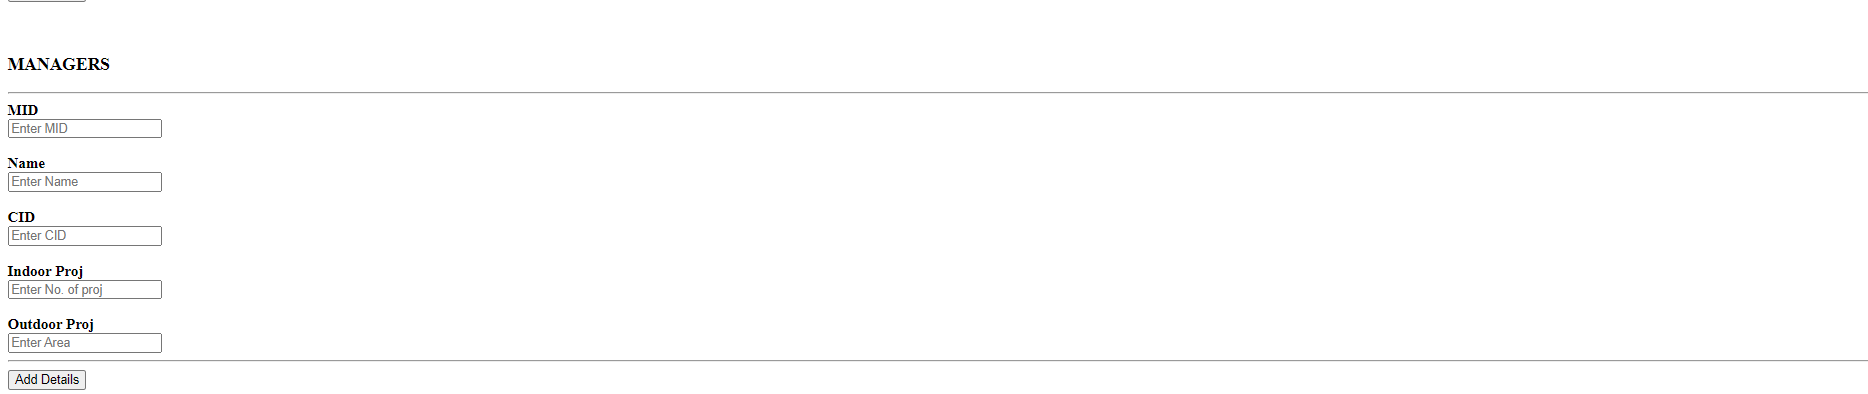 MANAGERS
MID
Enter MID
Name
Enter Name
CID
Enter CID
Indoor Proj
Enter No. of proj
Outdoor Proj
Enter Area
Add Details